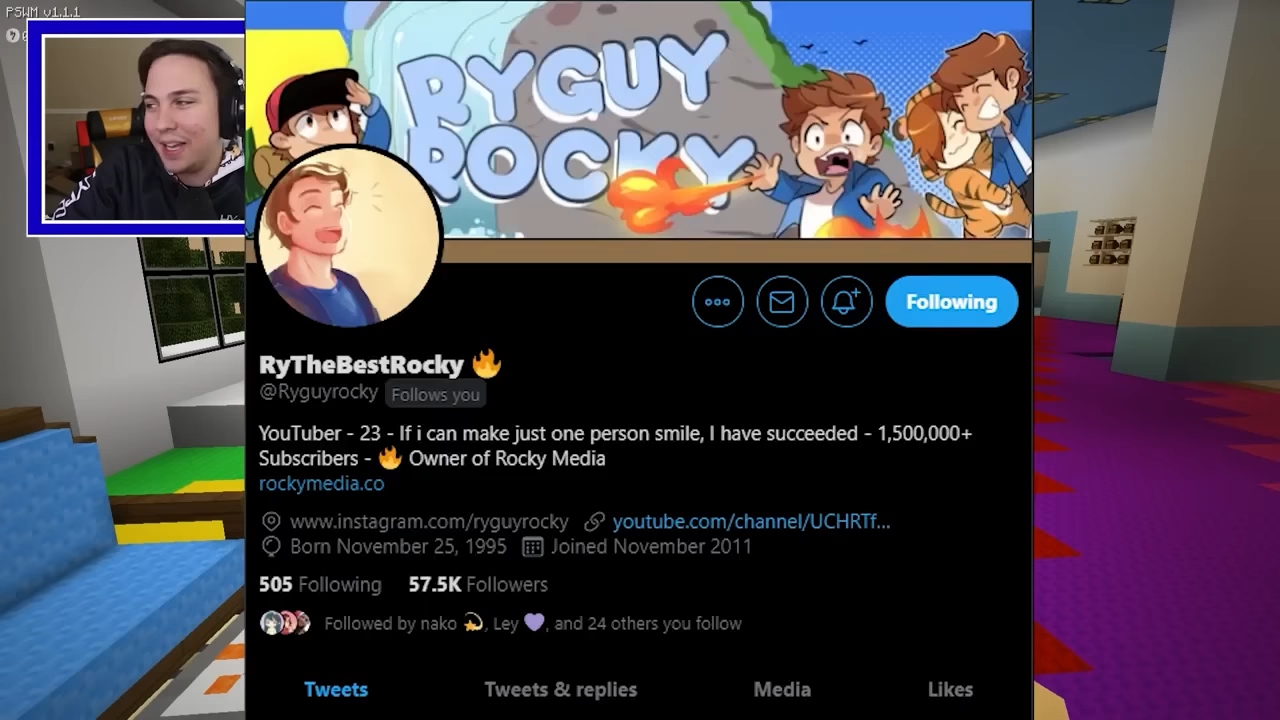 PSWM v1.1.1
RYGUY
ROCKY
Following
RyTheBestRocky 🔥
@Ryguyrocky Follows you
YouTuber - 23 - If i can make just one person smile, I have succeeded - 1,500,000+
Subscribers - 🔥 Owner of Rocky Media
rockymedia.co
www.instagram.com/ryguyrocky youtube.com/channel/UCHRTf...
Born November 25, 1995 Joined November 2011
505 Following 57.5K Followers
Followed by nako 💫, Ley 💜, and 24 others you follow
Tweets Tweets & replies Media Likes